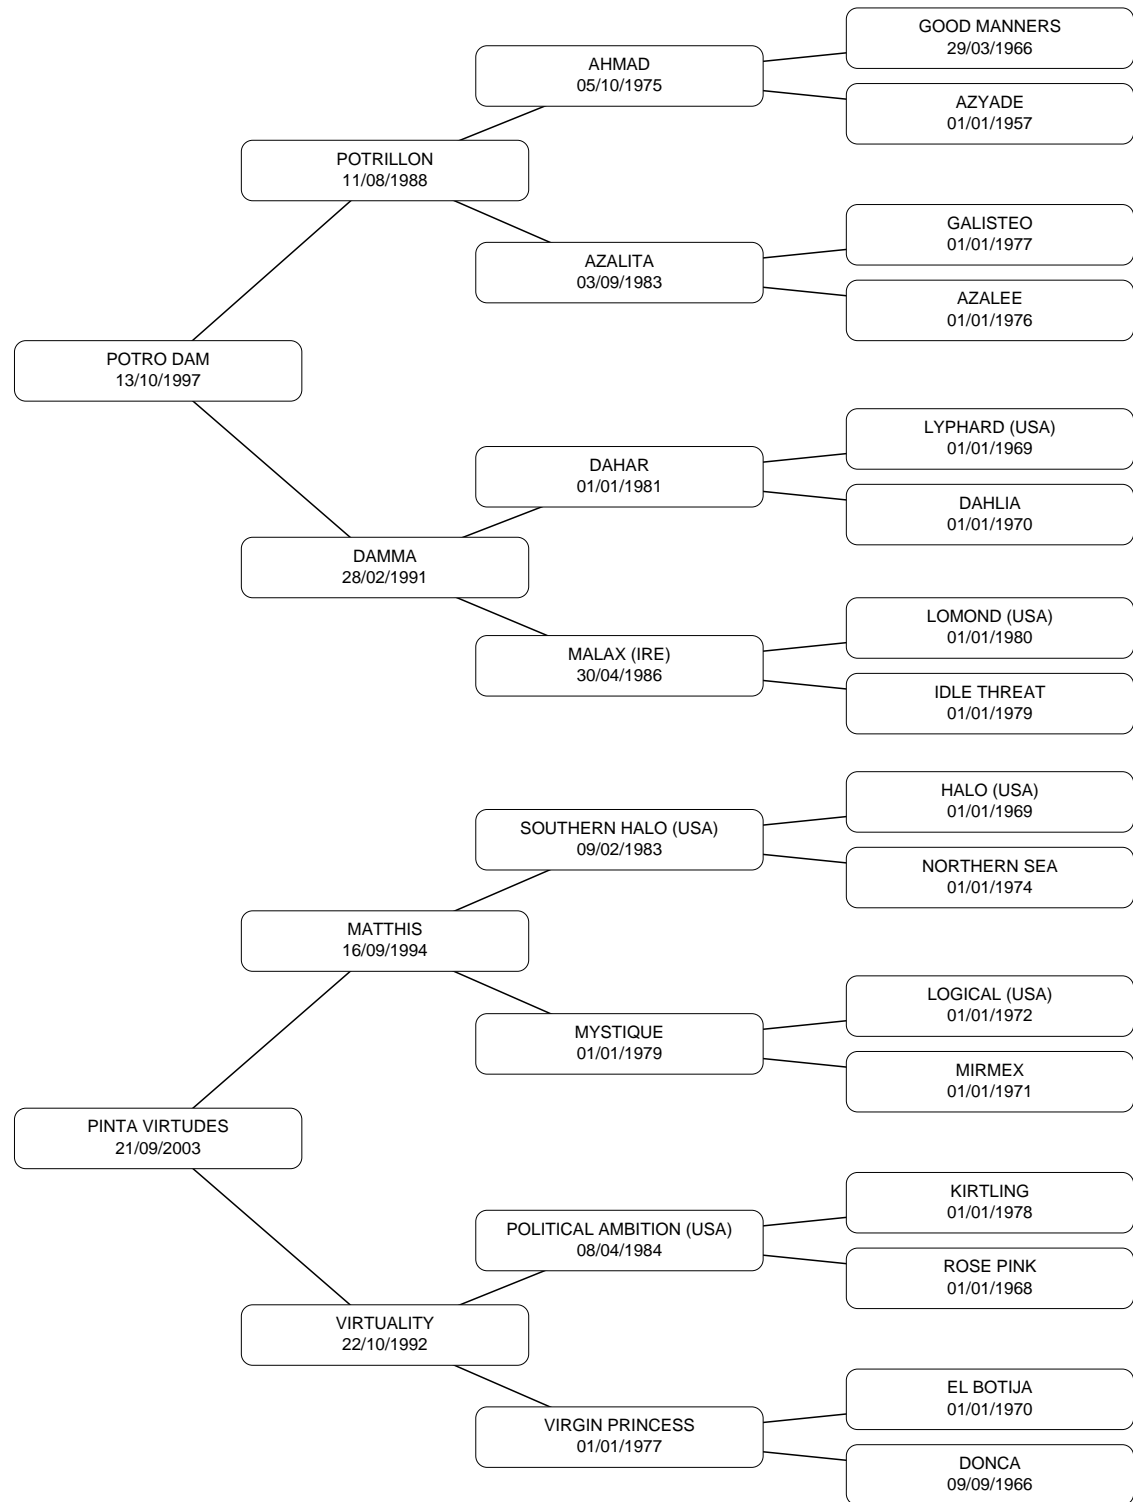 GOOD MANNERS
29/03/1966
AHMAD
05/10/1975
AZYADE
01/01/1957
POTRILLON
11/08/1988
GALISTEO
01/01/1977
AZALITA
03/09/1983
AZALEE
01/01/1976
POTRO DAM
13/10/1997
LYPHARD (USA)
01/01/1969
DAHAR
01/01/1981
DAHLIA
01/01/1970
DAMMA
28/02/1991
LOMOND (USA)
01/01/1980
MALAX (IRE)
30/04/1986
IDLE THREAT
01/01/1979
HALO (USA)
01/01/1969
SOUTHERN HALO (USA)
09/02/1983
NORTHERN SEA
01/01/1974
MATTHIS
16/09/1994
LOGICAL (USA)
01/01/1972
MYSTIQUE
01/01/1979
MIRMEX
01/01/1971
PINTA VIRTUDES
21/09/2003
KIRTLING
01/01/1978
POLITICAL AMBITION (USA)
08/04/1984
ROSE PINK
01/01/1968
VIRTUALITY
22/10/1992
EL BOTIJA
01/01/1970
VIRGIN PRINCESS
01/01/1977
DONCA
09/09/1966